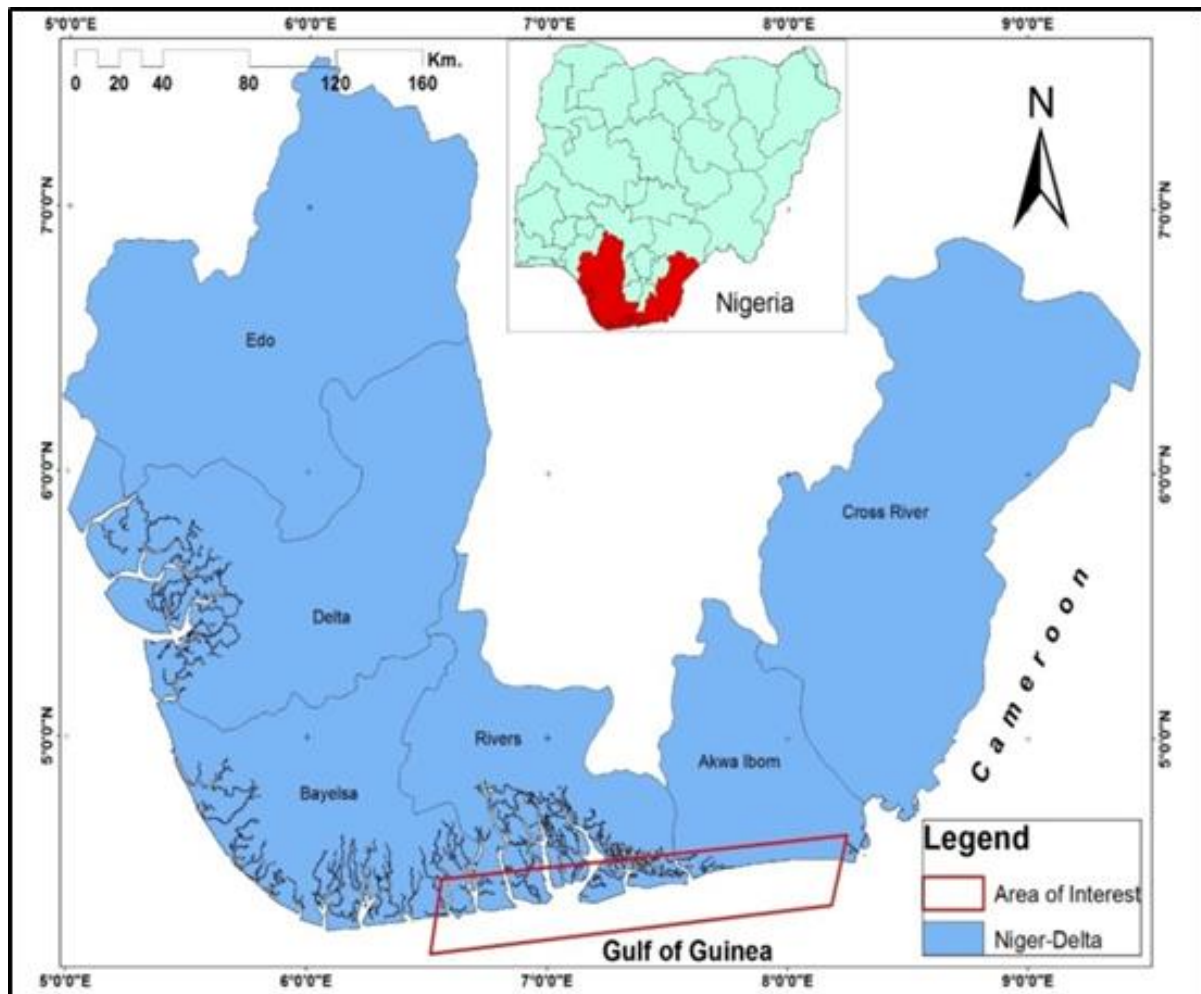 5°0'0"E 6°0'0"E 7°0'0"E 8°0'0"E 9°0'0"E
Km.
0 20 40 80 120 160
N
7°0'0"N
7°0'0"N
Nigeria
Edo
6°0'0"N
6°0'0"N
Cross River
Delta
Cameroon
5°0'0"N
5°0'0"N
Rivers
Akwa Ibom
Bayelsa
Legend
Area of Interest
Niger-Delta
Gulf of Guinea
5°0'0"E 6°0'0"E 7°0'0"E 8°0'0"E 9°0'0"E